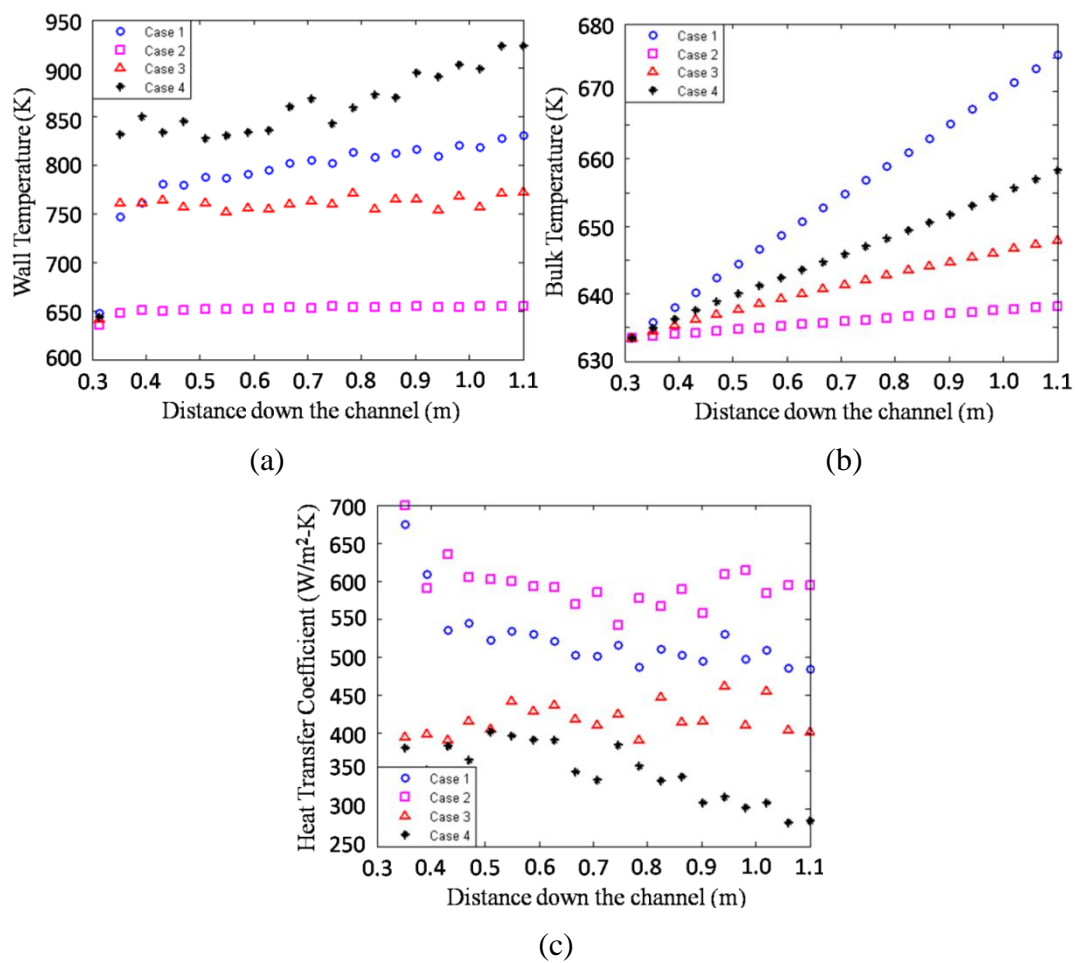 950
900
850
800
750
700
650
600
Wall Temperature (K)
Case 1
Case 2
Case 3
Case 4
0.3 0.4 0.5 0.6 0.7 0.8 0.9 1.0 1.1
Distance down the channel (m)
(a)
680
670
660
650
640
630
Bulk Temperature (K)
Case 1
Case 2
Case 3
Case 4
0.3 0.4 0.5 0.6 0.7 0.8 0.9 1.0 1.1
Distance down the channel (m)
(b)
700
650
600
550
500
450
400
350
300
250
Heat Transfer Coefficient (W/m²-K)
Case 1
Case 2
Case 3
Case 4
0.3 0.4 0.5 0.6 0.7 0.8 0.9 1.0 1.1
Distance down the channel (m)
(c)